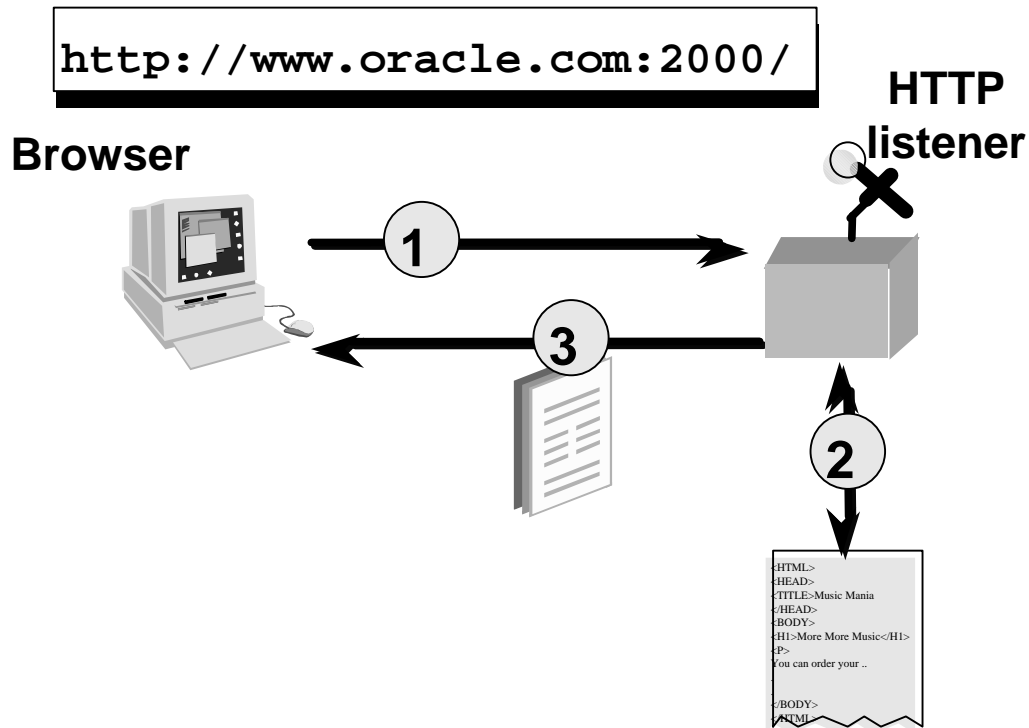 http://www.oracle.com:2000/
HTTP
listener
Browser
1
3
2
<HTML>
<HEAD>
<TITLE>Music Mania
</HEAD>
<BODY>
<H1>More More Music</H1>
<P>
You can order your ..
.
.
</BODY>
</HTML>